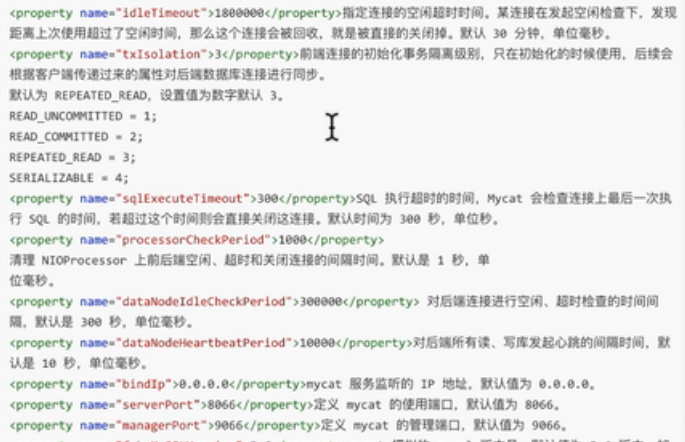 <property name="idleTimeout">1800000</property>指定连接的空闲超时时间。某连接在发起空闲检查下，发现
距离上次使用超过了空闲时间，那么这个连接会被回收，就是被直接的关闭掉。默认 30 分钟，单位毫秒。
<property name="txIsolation">3</property>前端连接的初始化事务隔离级别，只在初始化的时候使用，后续会
根据客户端传递过来的属性对后端数据库连接进行同步。
默认为 REPEATED_READ，设置值为数字默认 3。
READ_UNCOMMITTED = 1;
READ_COMMITTED = 2;
REPEATED_READ = 3;
SERIALIZABLE = 4;
<property name="sqlExecuteTimeout">300</property>SQL 执行超时的时间，Mycat 会检查连接上最后一次执
行 SQL 的时间，若超过这个时间则会直接关闭这连接。默认时间为 300 秒，单位秒。
<property name="processorCheckPeriod">1000</property>
清理 NIOProcessor 上前后端空闲、超时和关闭连接的间隔时间。默认是 1 秒，单
位毫秒。
<property name="dataNodeIdleCheckPeriod">300000</property> 对后端连接进行空闲、超时检查的时间间
隔，默认是 300 秒，单位毫秒。
<property name="dataNodeHeartbeatPeriod">10000</property>对后端所有读、写库发起心跳的间隔时间，默
认是 10 秒，单位毫秒。
<property name="bindIp">0.0.0.0</property>mycat 服务监听的 IP 地址，默认值为 0.0.0.0。
<property name="serverPort">8066</property>定义 mycat 的使用端口，默认值为 8066。
<property name="managerPort">9066</property>定义 mycat 的管理端口，默认值为 9066。